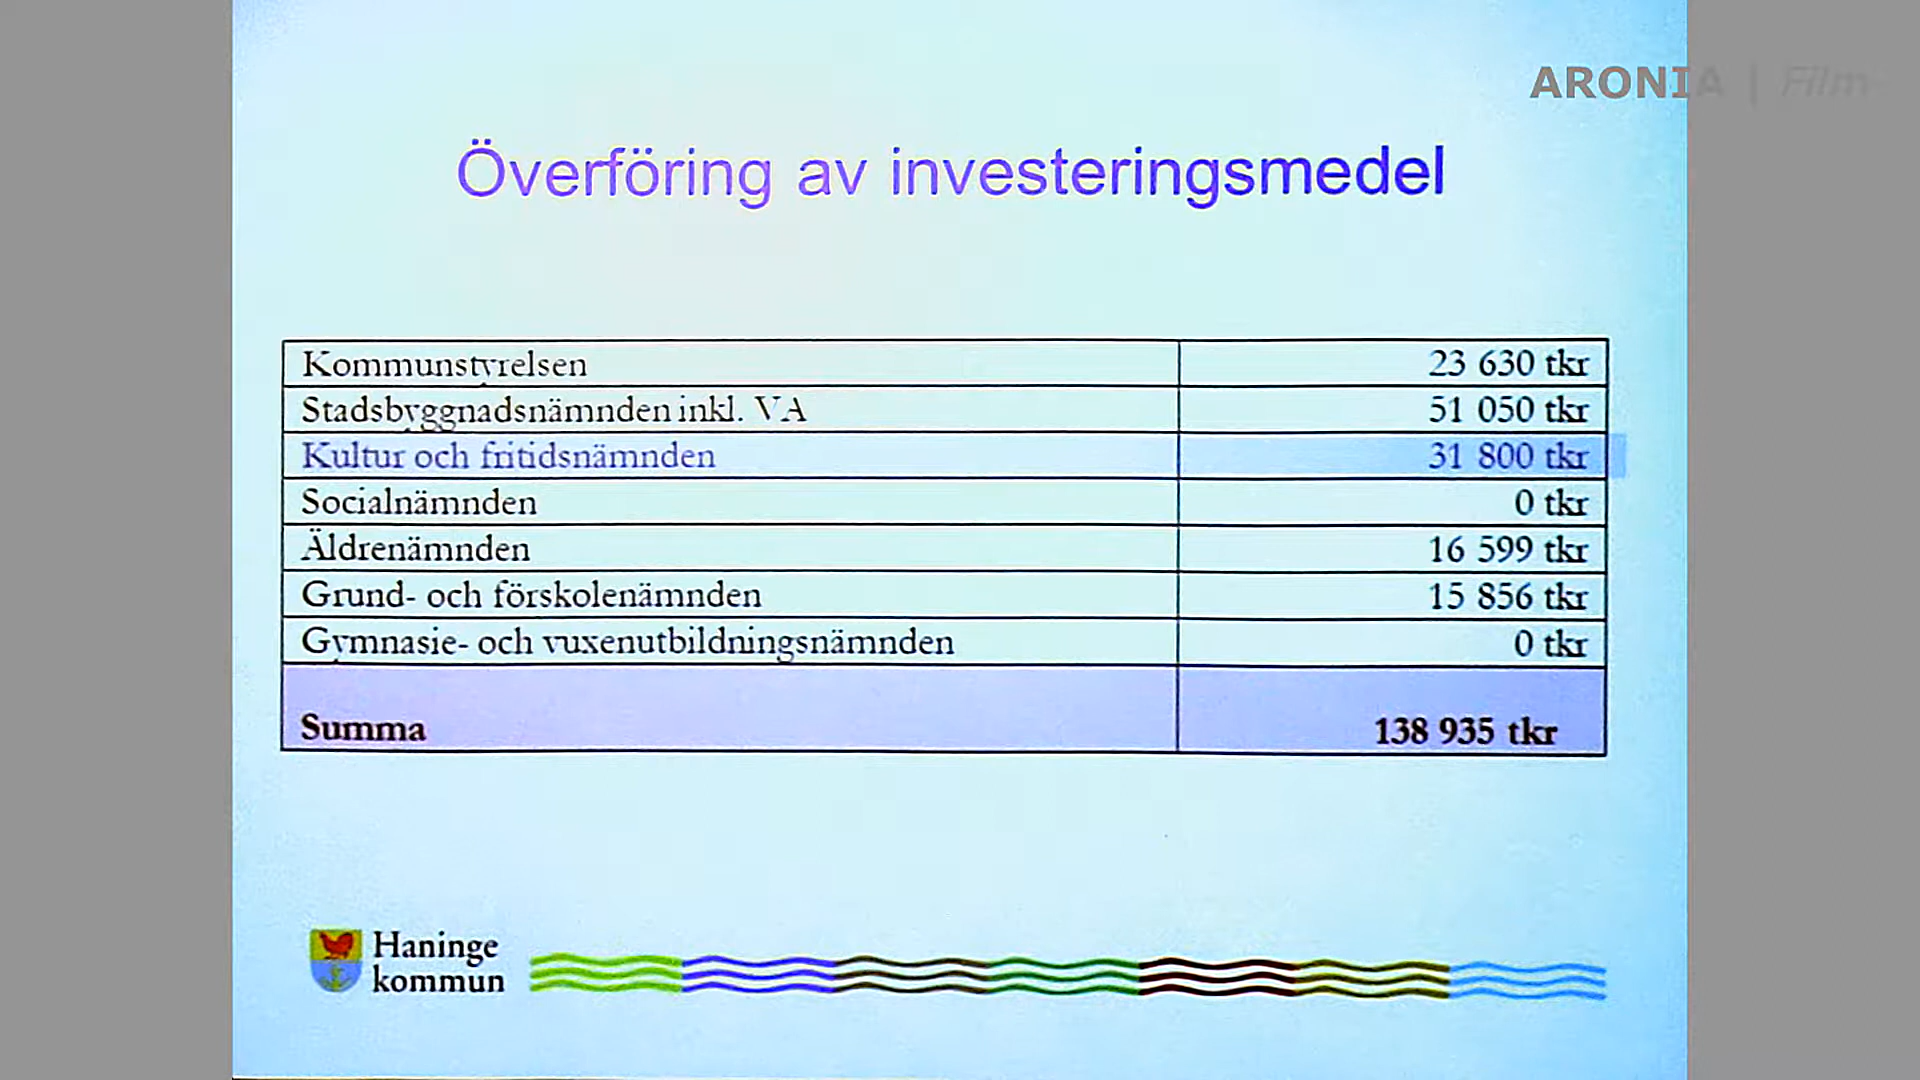 ARONIA | Film
Överföring av investeringsmedel
Kommunstyrelsen 23 630 tkr
Stadsbyggnadsnämnden inkl. VA 51 050 tkr
Kultur och fritidsnämnden 31 800 tkr
Socialnämnden 0 tkr
Äldrenämnden 16 599 tkr
Grund- och förskolenämnden 15 856 tkr
Gymnasie- och vuxenutbildningsnämnden 0 tkr
Summa 138 935 tkr
Haninge
kommun